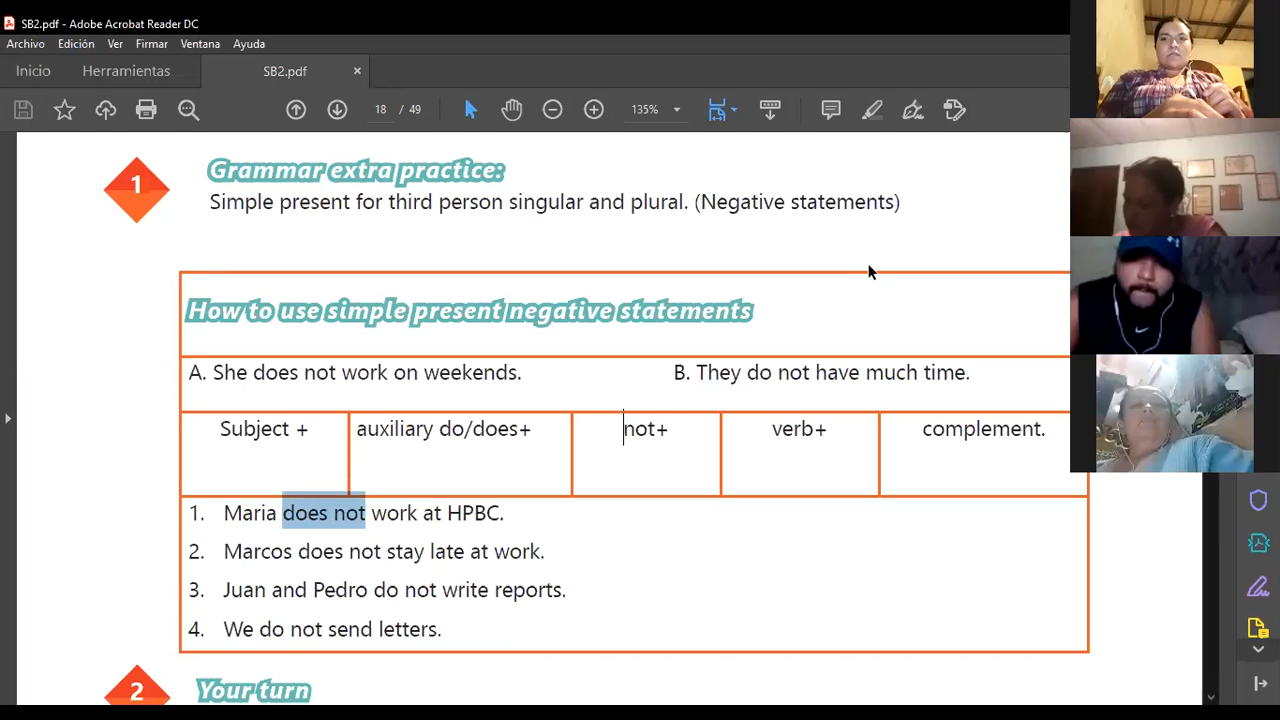 SB2.pdf - Adobe Acrobat Reader DC
Archivo Edición Ver Firmar Ventana Ayuda
Inicio Herramientas SB2.pdf ×
18 / 49 135%
1 Grammar extra practice:
Simple present for third person singular and plural. (Negative statements)
How to use simple present negative statements
A. She does not work on weekends. B. They do not have much time.
Subject + auxiliary do/does+ not+ verb+ complement.
1. Maria does not work at HPBC.
2. Marcos does not stay late at work.
3. Juan and Pedro do not write reports.
4. We do not send letters.
2 Your turn